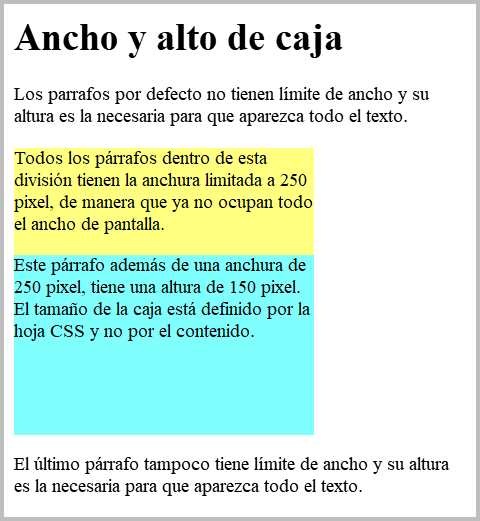 Ancho y alto de caja
Los parrafos por defecto no tienen límite de ancho y su
altura es la necesaria para que aparezca todo el texto.
Todos los párrafos dentro de esta
división tienen la anchura limitada a 250
pixel, de manera que ya no ocupan todo
el ancho de pantalla.
Este párrafo además de una anchura de
250 pixel, tiene una altura de 150 pixel.
El tamaño de la caja está definido por la
hoja CSS y no por el contenido.
El último párrafo tampoco tiene límite de ancho y su altura
es la necesaria para que aparezca todo el texto.